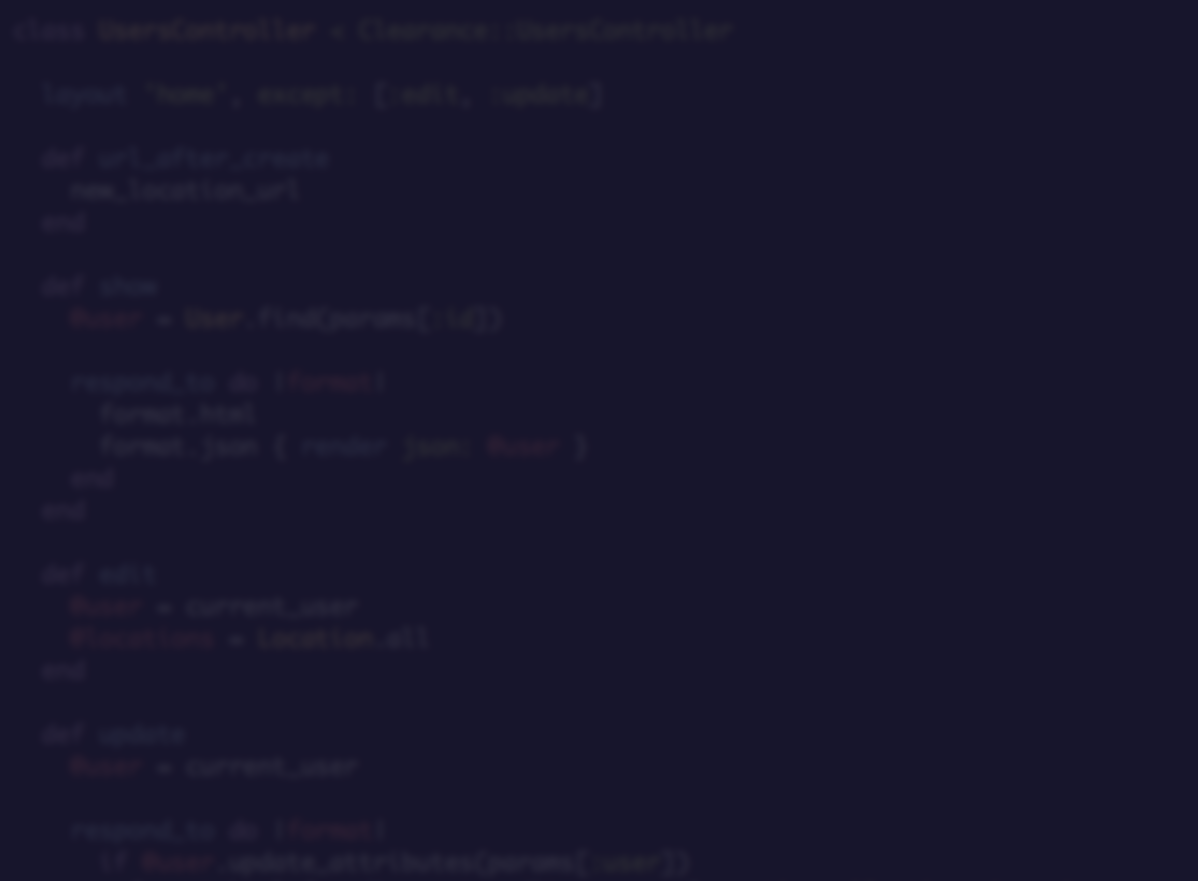 class UsersController < Clearance::UsersController
layout "home", except: [:edit, :update]
def url_after_create
new_location_url
end
def show
@user = User.find(params[:id])
respond_to do |format|
format.html
format.json { render json: @user }
end
end
def edit
@user = current_user
@locations = Location.all
end
def update
@user = current_user
respond_to do |format|
if @user.update_attributes(params[:user])